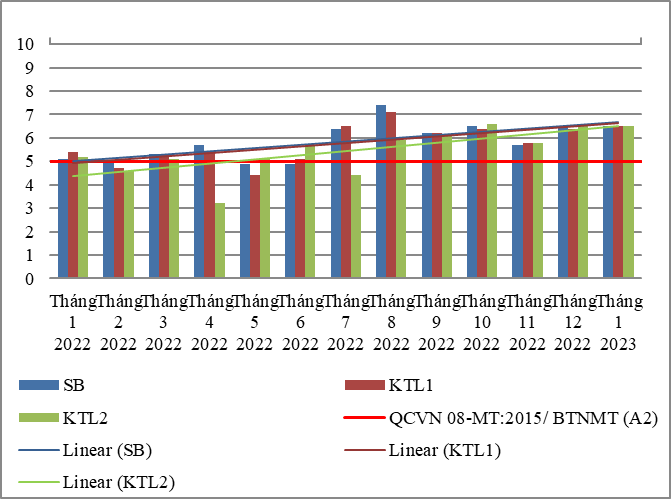 10
9
8
7
6
5
4
3
2
1
0
Tháng Tháng Tháng Tháng Tháng Tháng Tháng Tháng Tháng Tháng Tháng Tháng Tháng
1 2 3 4 5 6 7 8 9 10 11 12 1
2022 2022 2022 2022 2022 2022 2022 2022 2022 2022 2022 2022 2023
SB
KTL1
KTL2
QCVN 08-MT:2015/ BTNMT (A2)
Linear (SB)
Linear (KTL1)
Linear (KTL2)